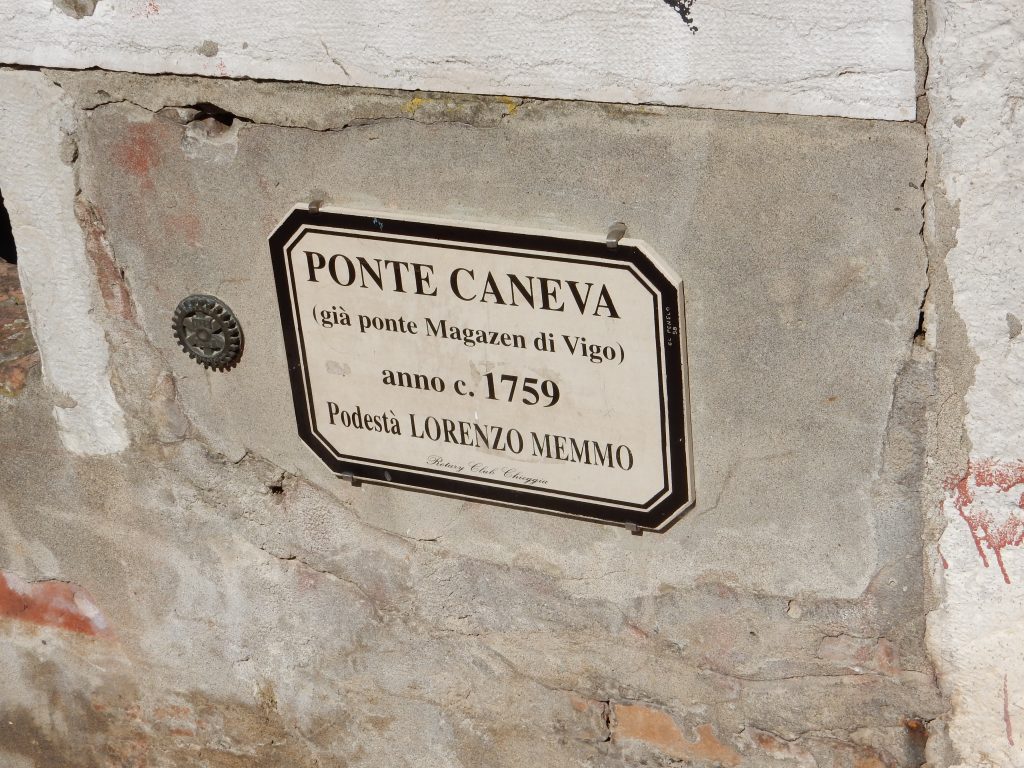 PONTE CANEVA
(già ponte Magazen di Vigo)
anno c. 1759
Podestà LORENZO MEMMO
Rotary Club Chioggia